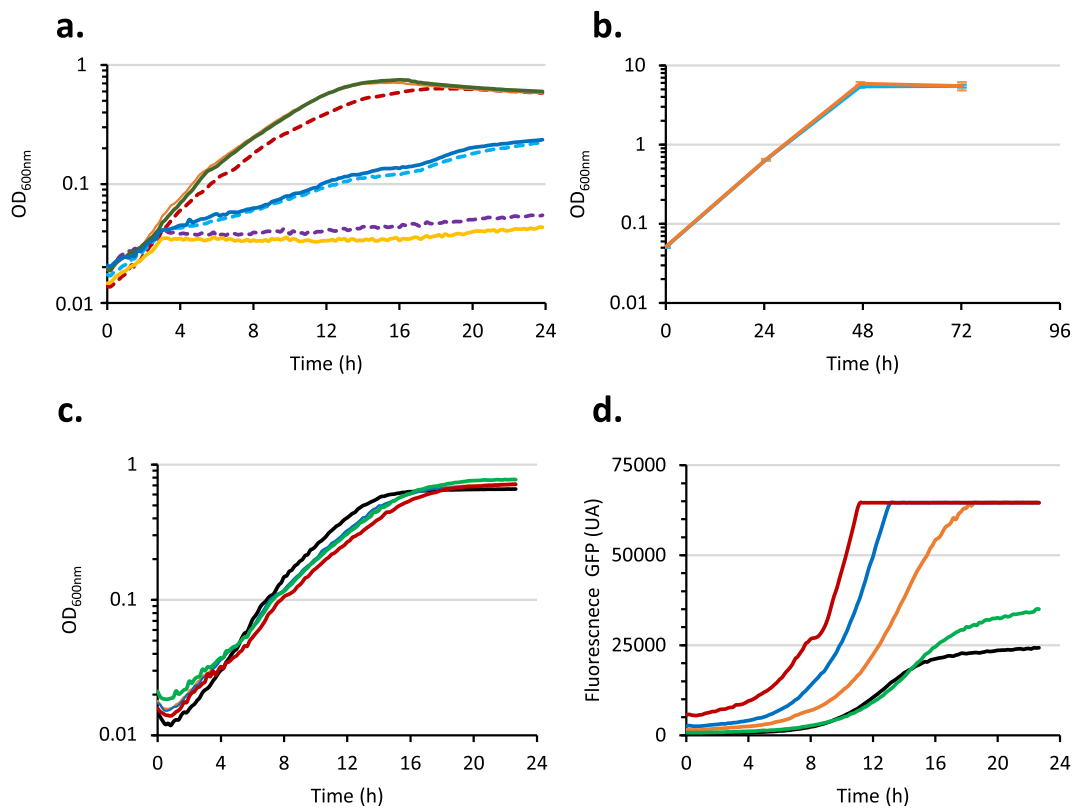 a.
1
0.1
0.01
OD600nm
0 4 8 12 16 20 24
Time (h)
b.
10
1
0.1
0.01
OD600nm
0 24 48 72 96
Time (h)
c.
1
0.1
0.01
OD600nm
0 4 8 12 16 20 24
Time (h)
d.
75000
50000
25000
0
Fluorescnece GFP (UA)
0 4 8 12 16 20 24
Time (h)